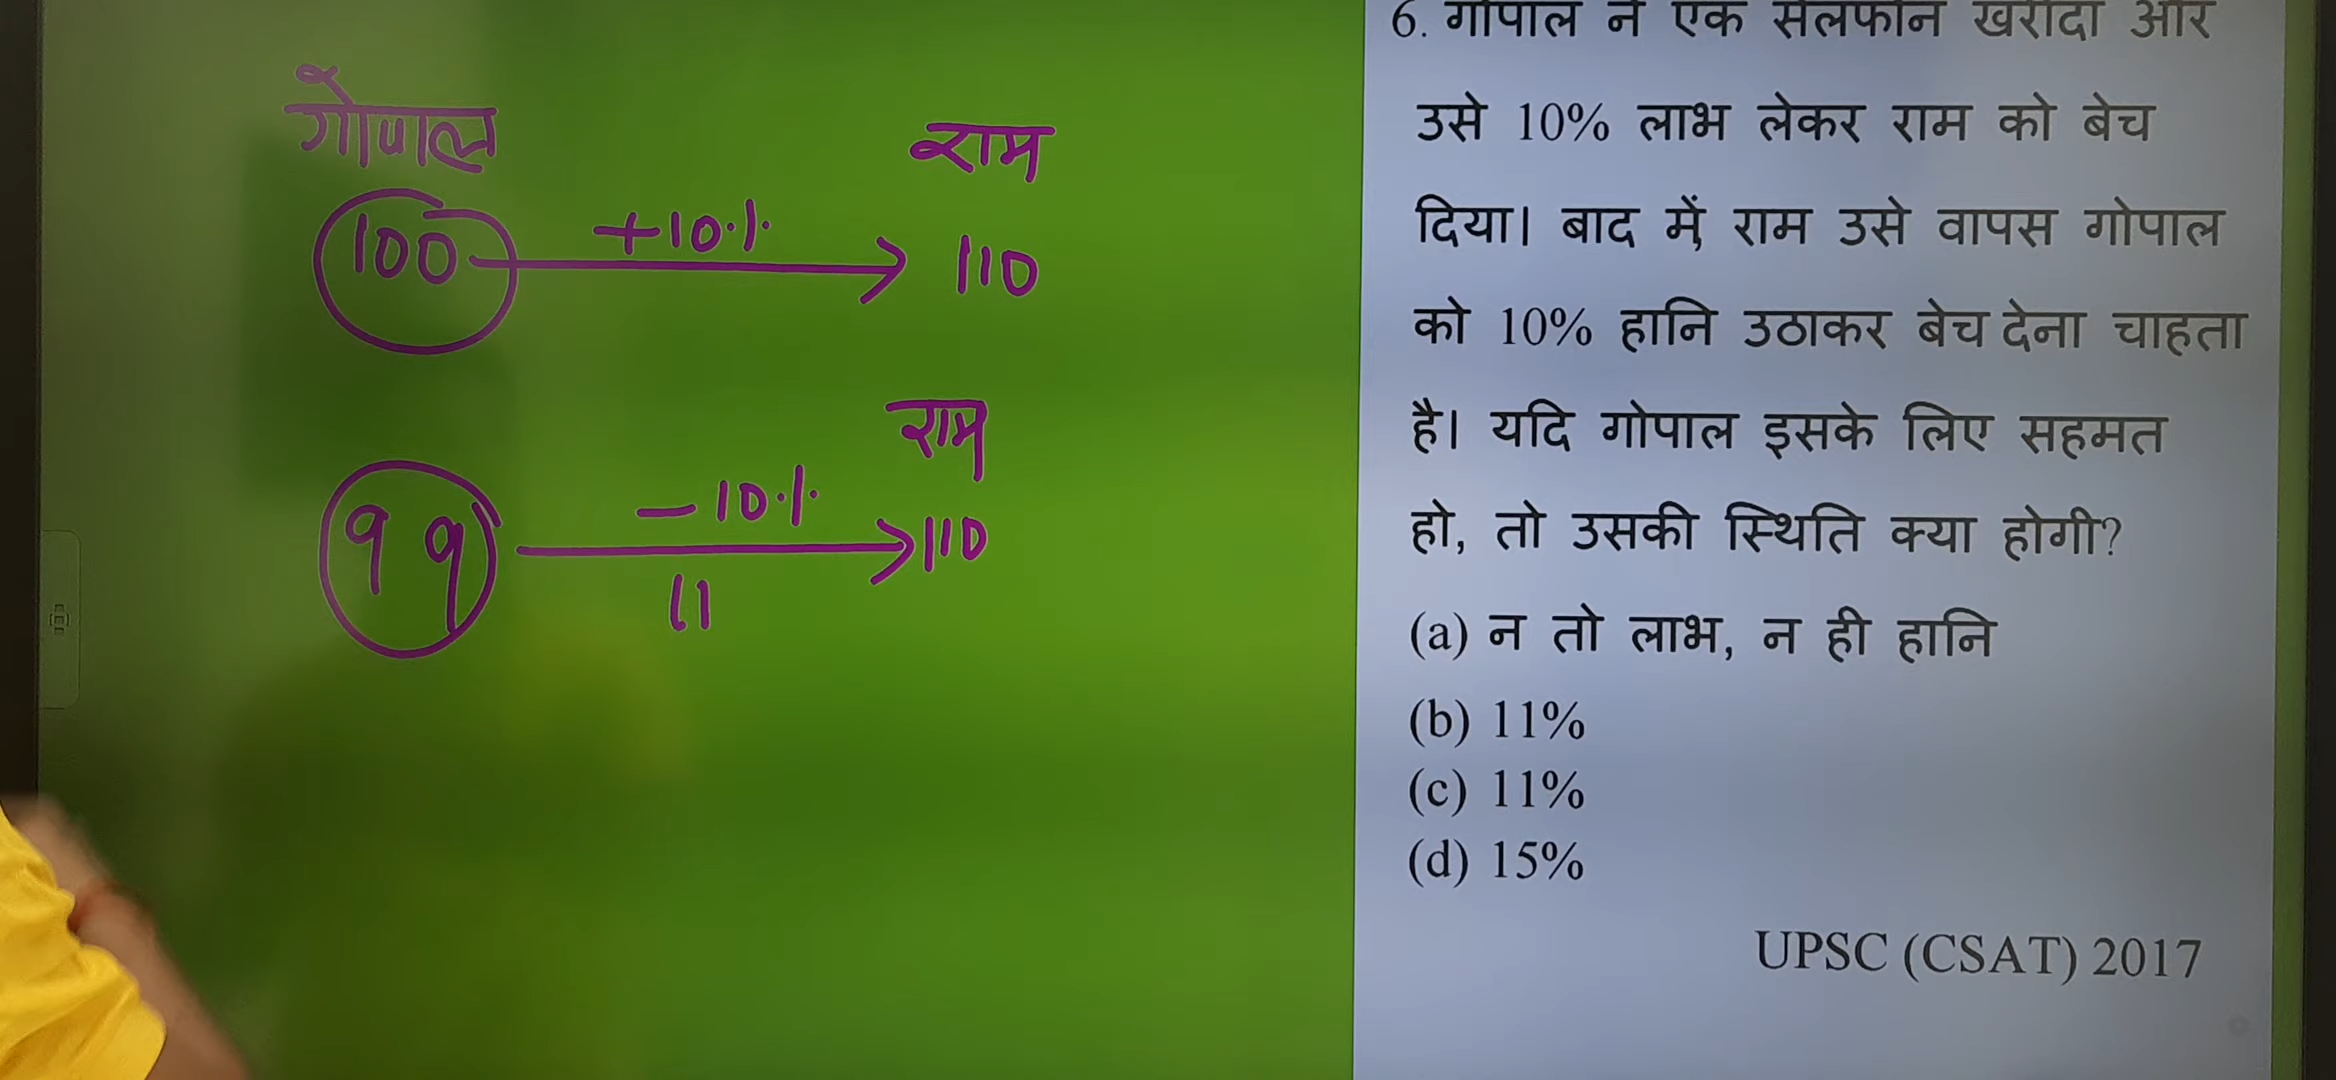 गोपाल
राम
100
+10%
110
राम
-10%
99
110
11
6. गोपाल ने एक सेलफोन खरीदा और
उसे 10% लाभ लेकर राम को बेच
दिया। बाद में, राम उसे वापस गोपाल
को 10% हानि उठाकर बेच देना चाहता
है। यदि गोपाल इसके लिए सहमत
हो, तो उसकी स्थिति क्या होगी?
(a) न तो लाभ, न ही हानि
(b) 11%
(c) 11%
(d) 15%
UPSC (CSAT) 2017